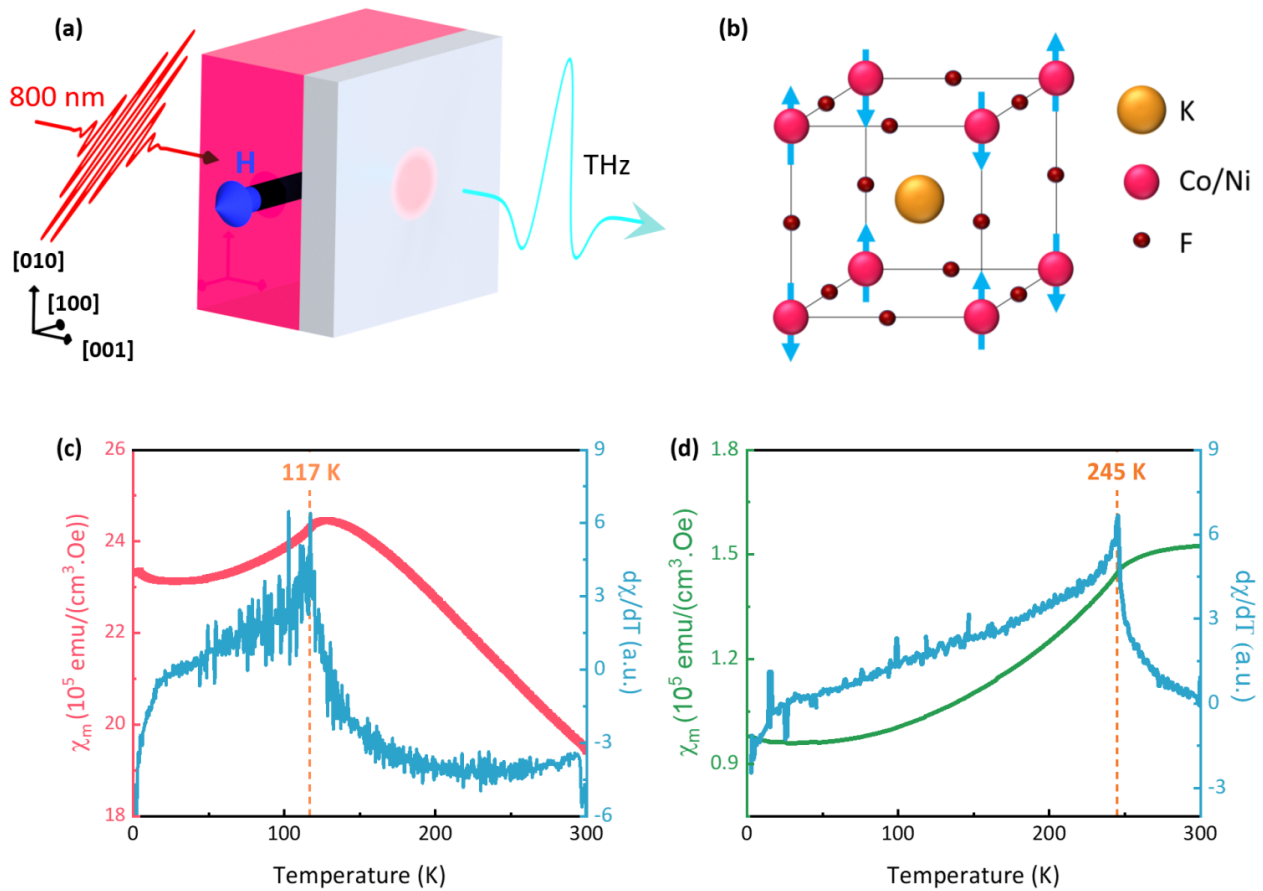 (a)
800 nm
H
THz
[010]
[100]
[001]
(b)
K
Co/Ni
F
(c)
117 K
26
24
22
20
18
χm (10⁵ emu/(cm³.Oe))
9
6
3
0
-3
-6
dχ/dT (a.u.)
0
100
200
300
Temperature (K)
(d)
245 K
1.8
1.5
1.2
0.9
χm (10⁵ emu/(cm³.Oe)
9
6
3
0
-3
dχ/dT (a.u.)
0
100
200
300
Temperature (K)